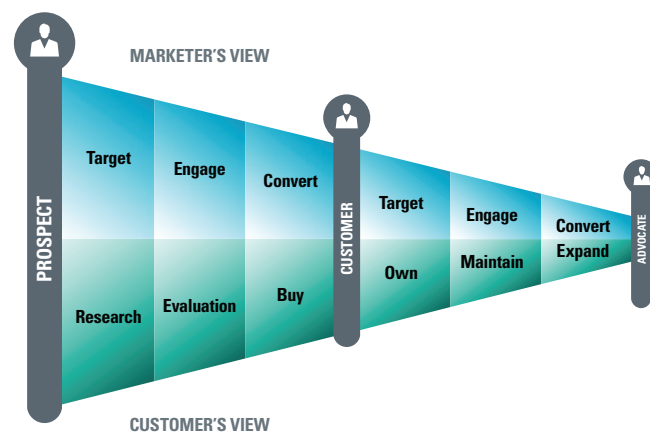 MARKETER'S VIEW
PROSPECT
Target
Engage
Convert
CUSTOMER
Target
Engage
Convert
ADVOCATE
Research
Evaluation
Buy
Own
Maintain
Expand
CUSTOMER'S VIEW